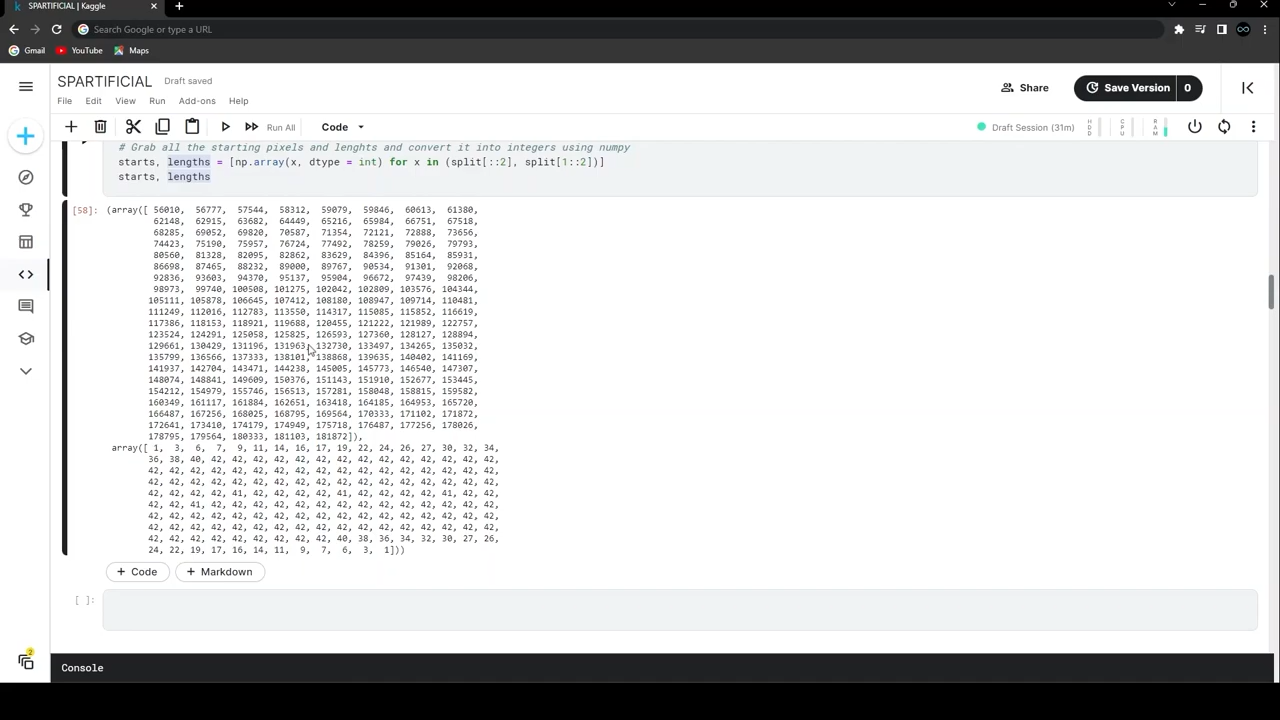 SPARTIFICIAL | Kaggle
Search Google or type a URL
Gmail YouTube Maps
SPARTIFICIAL Draft saved
File Edit View Run Add-ons Help
Share
Save Version 0
Run All Code
Draft Session (31m) HDD CPU RAM
# Grab all the starting pixels and lenghts and convert it into integers using numpy
starts, lengths = [np.array(x, dtype = int) for x in (split[::2], split[1::2])]
starts, lengths
[58]: (array([ 56010, 56777, 57544, 58312, 59079, 59846, 60613, 61380,
62148, 62915, 63682, 64449, 65216, 65984, 66751, 67518,
68285, 69052, 69820, 70587, 71354, 72121, 72888, 73656,
74423, 75190, 75957, 76724, 77492, 78259, 79026, 79793,
80560, 81328, 82095, 82862, 83629, 84396, 85164, 85931,
86698, 87465, 88232, 89000, 89767, 90534, 91301, 92068,
92836, 93603, 94370, 95137, 95904, 96672, 97439, 98206,
98973, 99740, 100508, 101275, 102042, 102809, 103576, 104344,
105111, 105878, 106645, 107412, 108180, 108947, 109714, 110481,
111249, 112016, 112783, 113550, 114317, 115085, 115852, 116619,
117386, 118153, 118921, 119688, 120455, 121222, 121989, 122757,
123524, 124291, 125058, 125825, 126593, 127360, 128127, 128894,
129661, 130429, 131196, 131963, 132730, 133497, 134265, 135032,
135799, 136566, 137333, 138101, 138868, 139635, 140402, 141169,
141937, 142704, 143471, 144238, 145005, 145773, 146540, 147307,
148074, 148841, 149609, 150376, 151143, 151910, 152677, 153445,
154212, 154979, 155746, 156513, 157281, 158048, 158815, 159582,
160349, 161117, 161884, 162651, 163418, 164185, 164953, 165720,
166487, 167256, 168025, 168795, 169564, 170333, 171102, 171872,
172641, 173410, 174179, 174949, 175718, 176487, 177256, 178026,
178795, 179564, 180333, 181103, 181872]),
array([ 1, 3, 6, 7, 9, 11, 14, 16, 17, 19, 22, 24, 26, 27, 30, 32, 34,
36, 38, 40, 42, 42, 42, 42, 42, 42, 42, 42, 42, 42, 42, 42, 42, 42,
42, 42, 42, 42, 42, 42, 42, 42, 42, 42, 42, 42, 42, 42, 42, 42, 42,
42, 42, 42, 42, 42, 42, 42, 42, 42, 42, 42, 42, 42, 42, 42, 42, 42,
42, 42, 42, 42, 41, 42, 42, 42, 42, 41, 42, 42, 42, 42, 41, 42, 42,
42, 42, 41, 42, 42, 42, 42, 42, 42, 42, 42, 42, 42, 42, 42, 42, 42,
42, 42, 42, 42, 42, 42, 42, 42, 42, 42, 42, 42, 42, 42, 42, 42, 42,
42, 42, 42, 42, 42, 42, 42, 42, 42, 42, 42, 42, 42, 42, 42, 42, 42,
42, 42, 42, 42, 42, 42, 42, 42, 42, 40, 38, 36, 34, 32, 30, 27, 26,
24, 22, 19, 17, 16, 14, 11, 9, 7, 6, 3, 1]))
+ Code + Markdown
[ ]:
2
Console